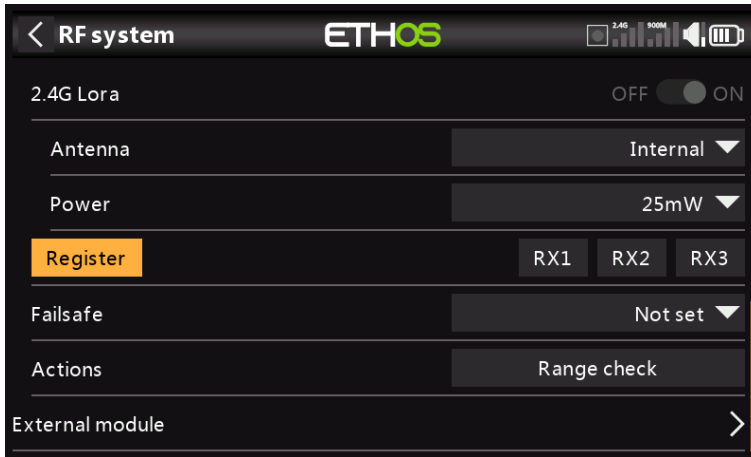 RF system ETHOS 2.4G 900M
2.4G Lora OFF ON
Antenna Internal
Power 25mW
Register RX1 RX2 RX3
Failsafe Not set
Actions Range check
External module